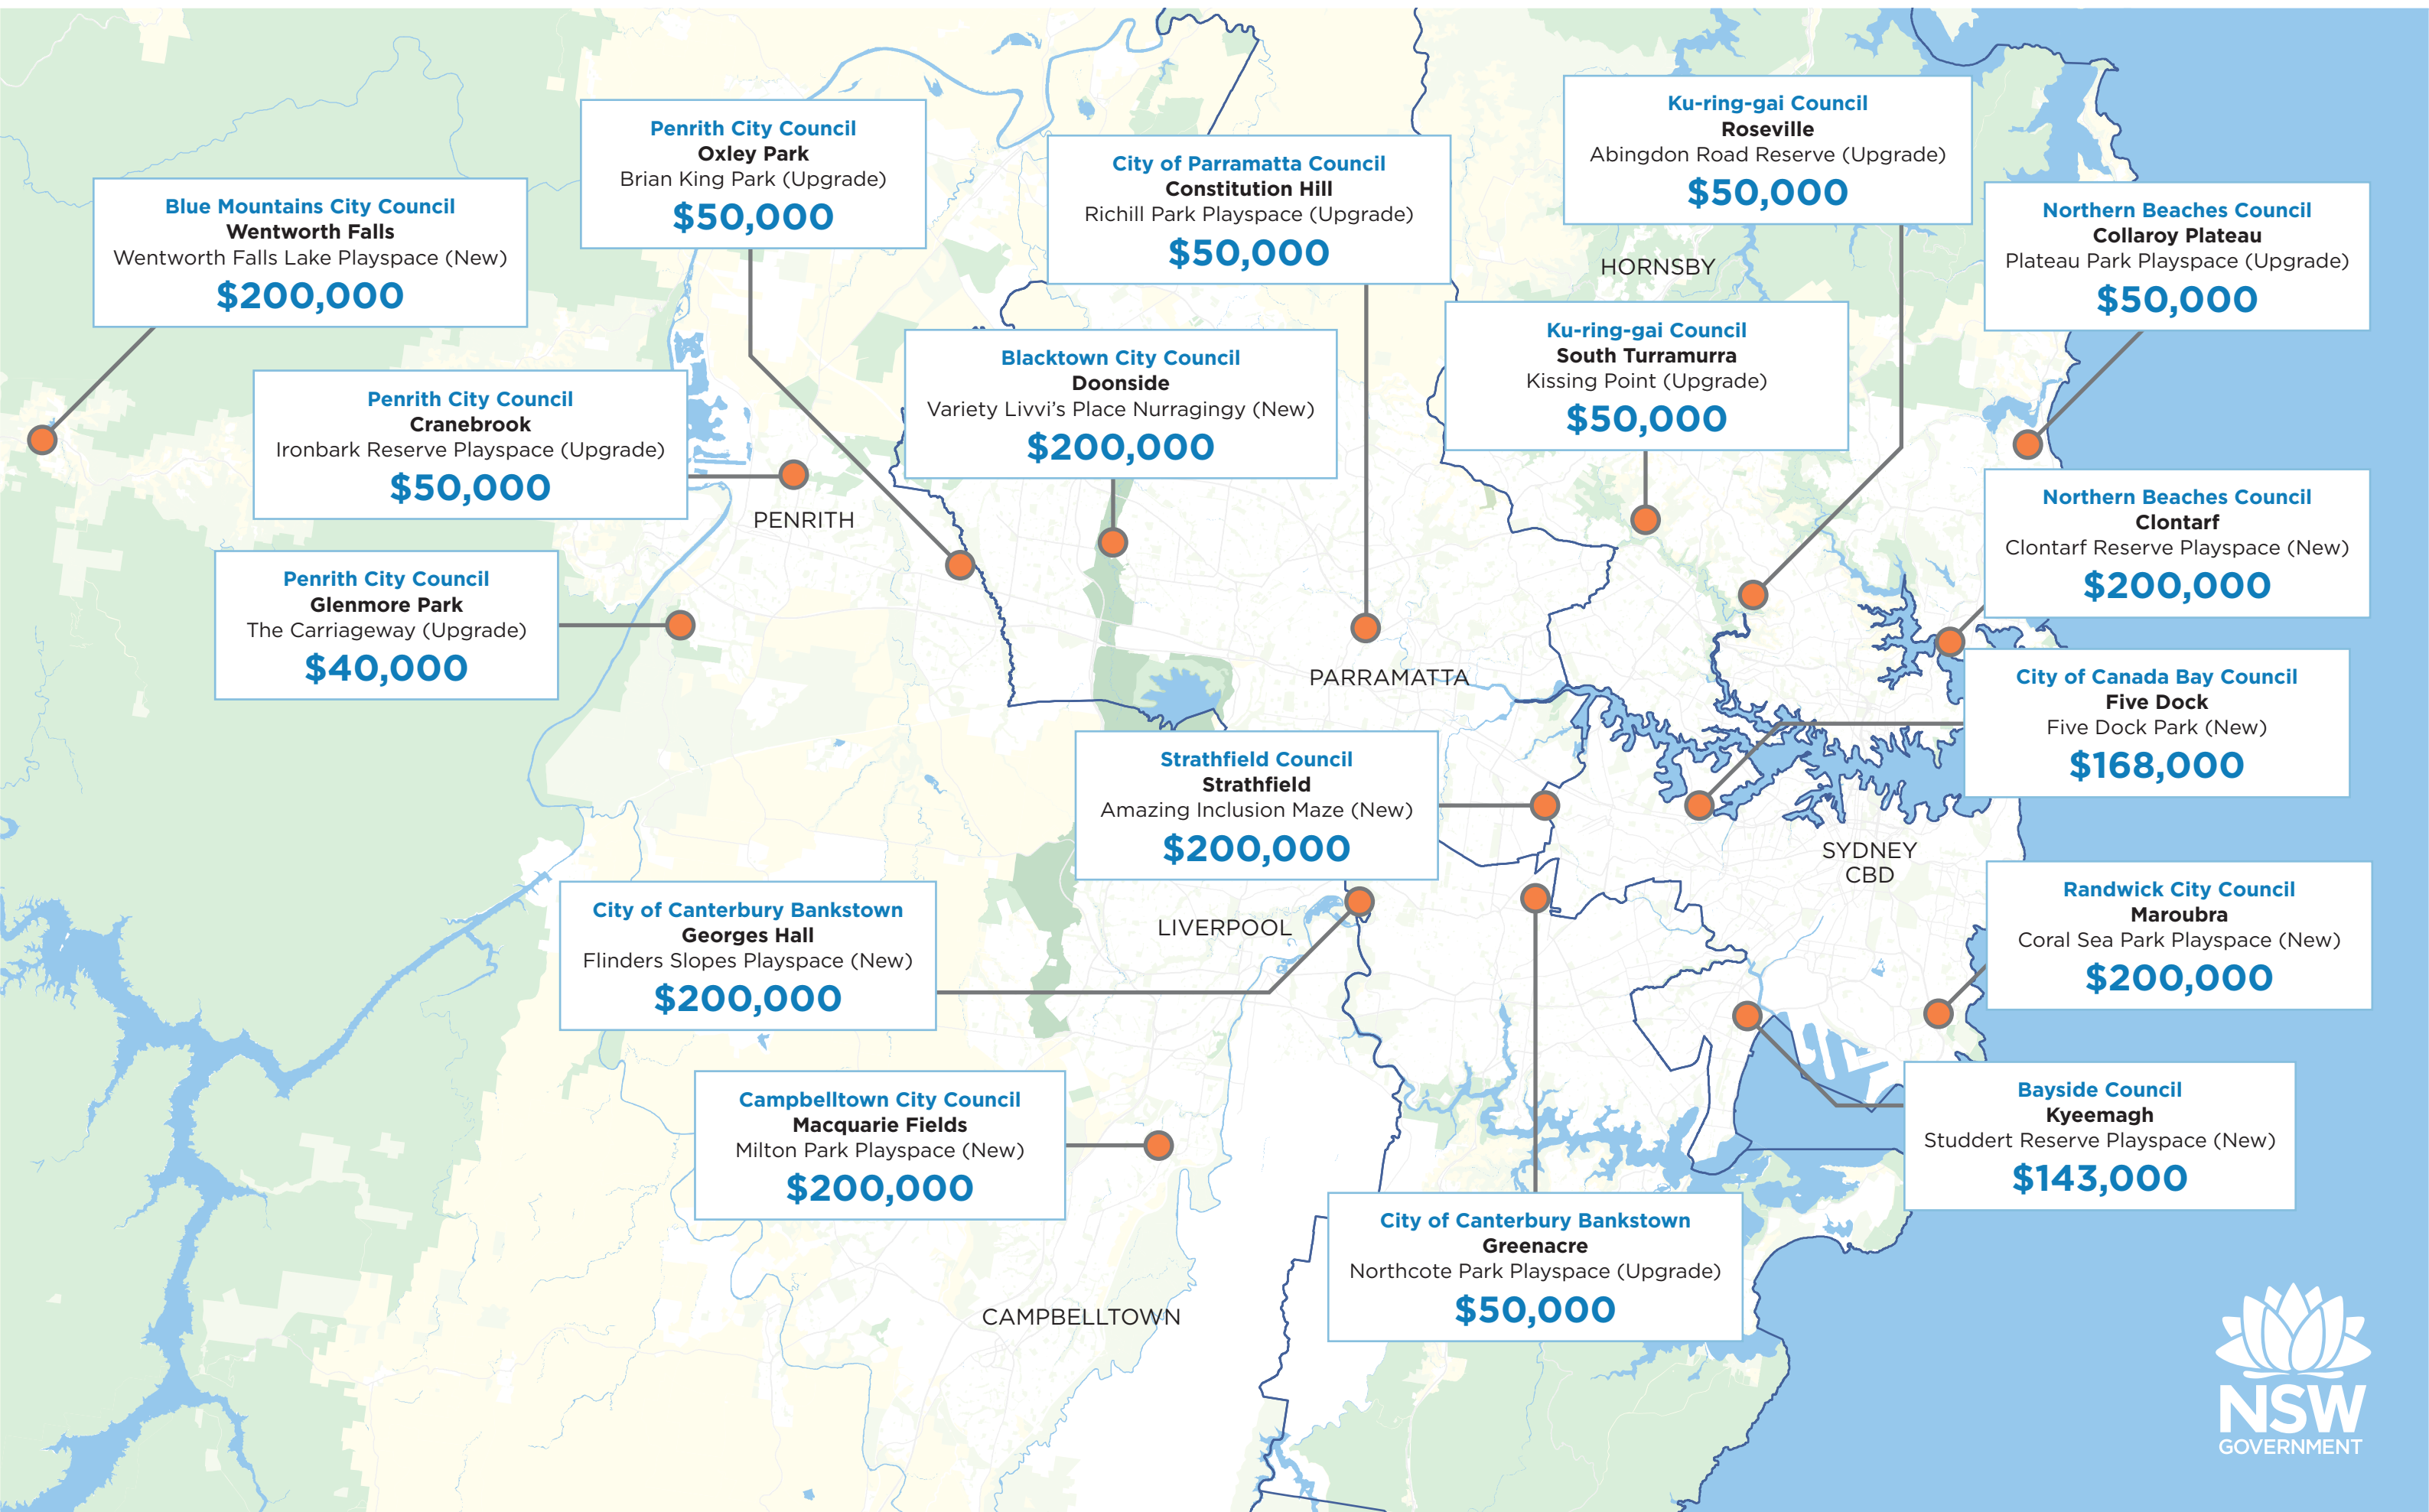 Ku-ring-gai Council
Roseville
Abingdon Road Reserve (Upgrade)
$50,000
Penrith City Council
Oxley Park
Brian King Park (Upgrade)
$50,000
City of Parramatta Council
Constitution Hill
Richill Park Playspace (Upgrade)
$50,000
Blue Mountains City Council
Wentworth Falls
Wentworth Falls Lake Playspace (New)
$200,000
Northern Beaches Council
Collaroy Plateau
Plateau Park Playspace (Upgrade)
$50,000
HORNSBY
Ku-ring-gai Council
South Turramurra
Kissing Point (Upgrade)
$50,000
Blacktown City Council
Doonside
Variety Livvi’s Place Nurragingy (New)
$200,000
Penrith City Council
Cranebrook
Ironbark Reserve Playspace (Upgrade)
$50,000
PENRITH
Northern Beaches Council
Clontarf
Clontarf Reserve Playspace (New)
$200,000
Penrith City Council
Glenmore Park
The Carriageway (Upgrade)
$40,000
PARRAMATTA
City of Canada Bay Council
Five Dock
Five Dock Park (New)
$168,000
Strathfield Council
Strathfield
Amazing Inclusion Maze (New)
$200,000
SYDNEY
CBD
Randwick City Council
Maroubra
Coral Sea Park Playspace (New)
$200,000
City of Canterbury Bankstown
Georges Hall
Flinders Slopes Playspace (New)
$200,000
LIVERPOOL
Campbelltown City Council
Macquarie Fields
Milton Park Playspace (New)
$200,000
Bayside Council
Kyeemagh
Studdert Reserve Playspace (New)
$143,000
City of Canterbury Bankstown
Greenacre
Northcote Park Playspace (Upgrade)
$50,000
CAMPBELLTOWN
NSW
GOVERNMENT